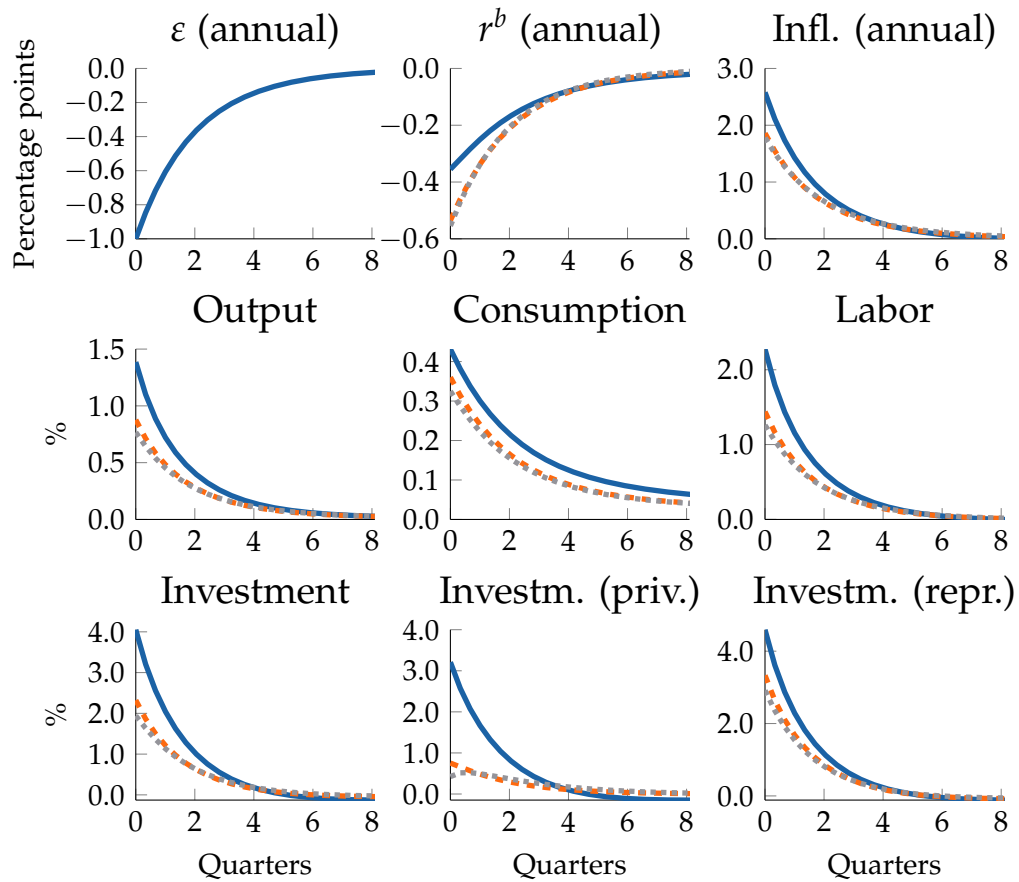 ε (annual)
Percentage points
0.0
−0.2
−0.4
−0.6
−0.8
−1.0
0 2 4 6 8
r^b (annual)
0.0
−0.2
−0.4
−0.6
0 2 4 6 8
Infl. (annual)
3.0
2.0
1.0
0.0
0 2 4 6 8
Output
%
1.5
1.0
0.5
0.0
0 2 4 6 8
Consumption
0.4
0.3
0.2
0.1
0.0
0 2 4 6 8
Labor
2.0
1.0
0.0
0 2 4 6 8
Investment
%
4.0
3.0
2.0
1.0
0.0
0 2 4 6 8
Quarters
Investm. (priv.)
4.0
3.0
2.0
1.0
0.0
0 2 4 6 8
Quarters
Investm. (repr.)
4.0
2.0
0.0
0 2 4 6 8
Quarters